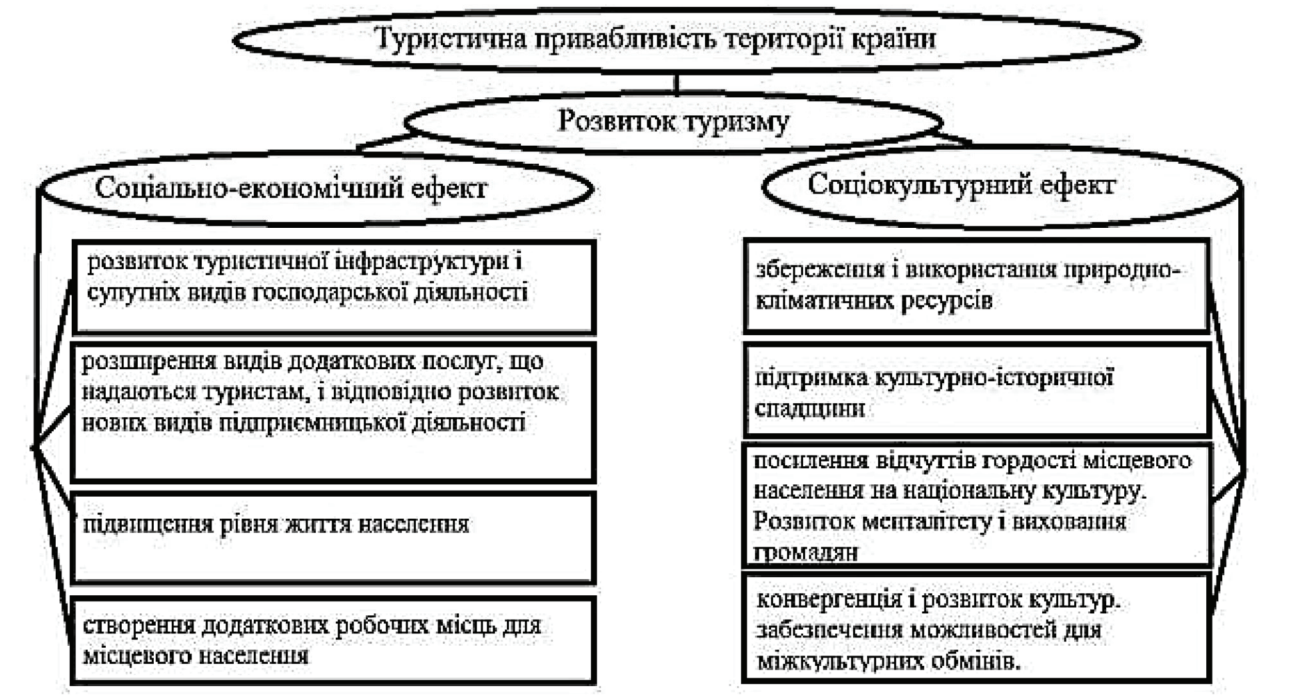 Туристична привабливість території країни
Розвиток туризму
Соціально-економічний ефект
розвиток туристичної інфраструктури і
супутніх видів господарської діяльності
розширення видів додаткових послуг, що
надаються туристам, і відповідно розвиток
нових видів підприємницької діяльності
підвищення рівня життя населення
створення додаткових робочих місць для
місцевого населення
Соціокультурний ефект
збереження і використання природно-
кліматичних ресурсів
підтримка культурно-історичної
спадщини
посилення відчуттів гордості місцевого
населення на національну культуру.
Розвиток менталітету і виховання
громадян
конвергенція і розвиток культур.
забезпечення можливостей для
міжкультурних обмінів.